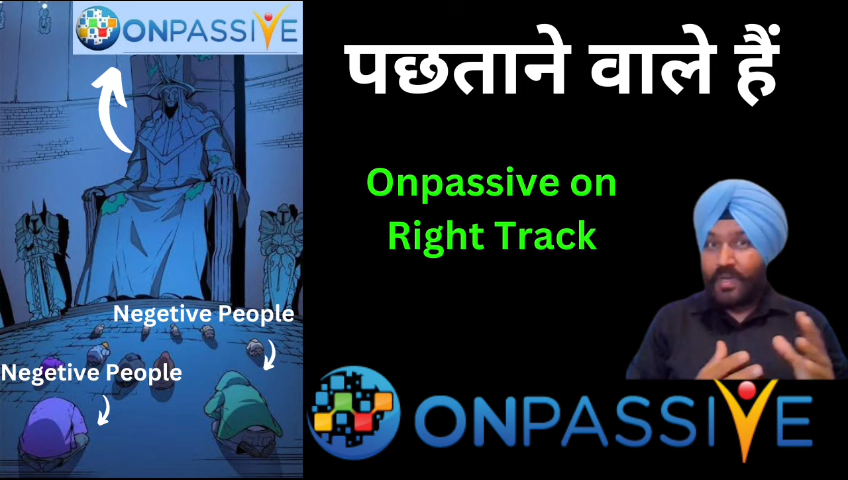 ONPASSIVE
पछताने वाले हैं
Onpassive on
Right Track
Negetive People
Negetive People
ONPASSIVE